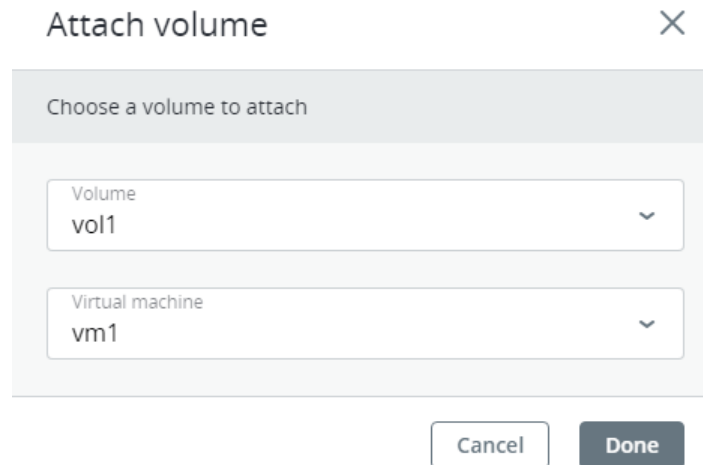 Attach volume
Choose a volume to attach
Volume
vol1
Virtual machine
vm1
Cancel Done